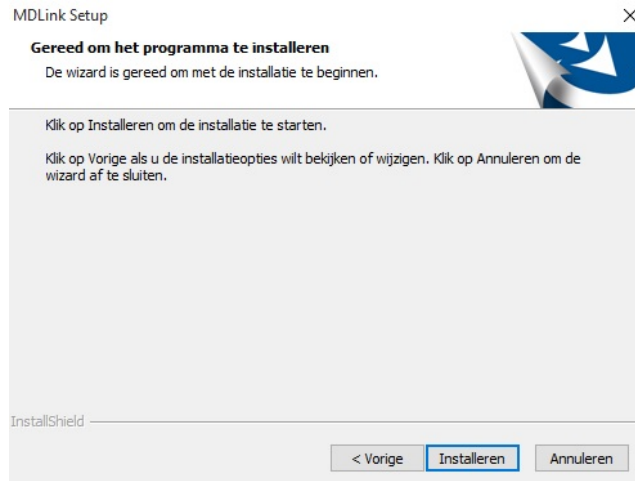 MDLink Setup
Gereed om het programma te installeren
De wizard is gereed om met de installatie te beginnen.
Klik op Installeren om de installatie te starten.
Klik op Vorige als u de installatieopties wilt bekijken of wijzigen. Klik op Annuleren om de
wizard af te sluiten.
InstallShield
< Vorige Installeren Annuleren